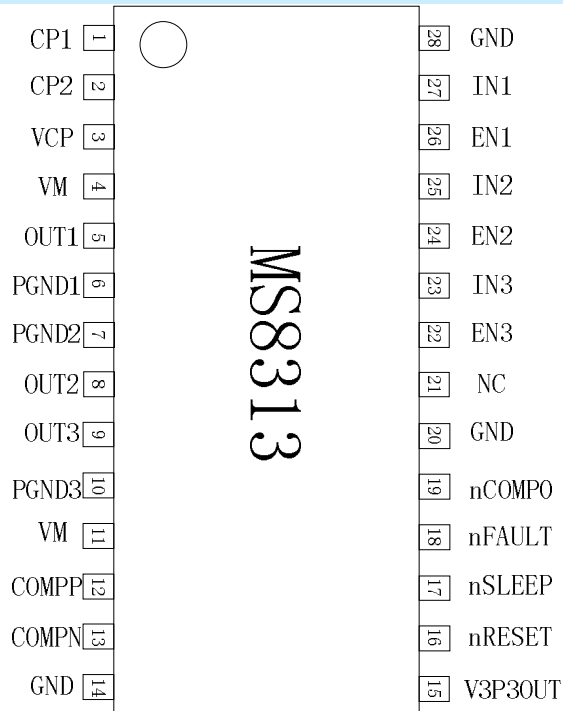 CP1 1 28 GND
CP2 2 27 IN1
VCP 3 26 EN1
VM 4 25 IN2
OUT1 5 24 EN2
PGND1 6 23 IN3
PGND2 7 22 EN3
OUT2 8 21 NC
OUT3 9 20 GND
PGND3 10 19 nCOMPO
VM 11 18 nFAULT
COMPP 12 17 nSLEEP
COMPN 13 16 nRESET
GND 14 15 V3P3OUT
MS8313